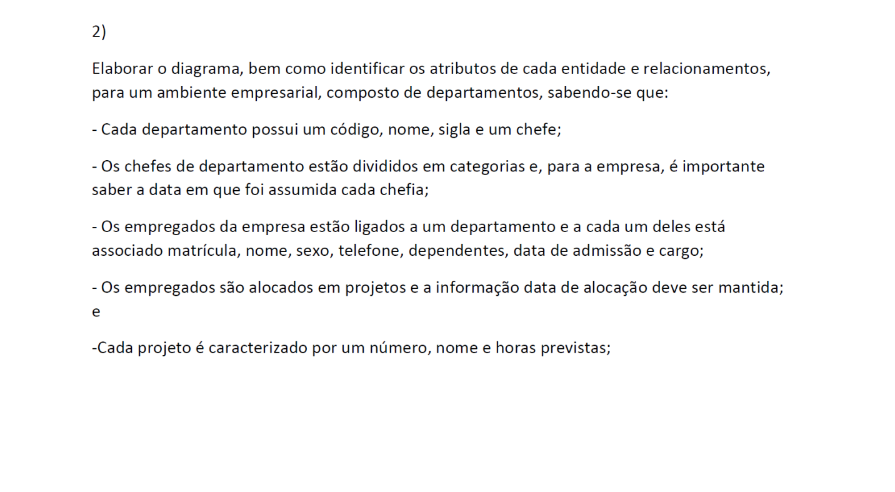 2)
Elaborar o diagrama, bem como identificar os atributos de cada entidade e relacionamentos,
para um ambiente empresarial, composto de departamentos, sabendo-se que:
- Cada departamento possui um código, nome, sigla e um chefe;
- Os chefes de departamento estão divididos em categorias e, para a empresa, é importante
saber a data em que foi assumida cada chefia;
- Os empregados da empresa estão ligados a um departamento e a cada um deles está
associado matrícula, nome, sexo, telefone, dependentes, data de admissão e cargo;
- Os empregados são alocados em projetos e a informação data de alocação deve ser mantida;
e
-Cada projeto é caracterizado por um número, nome e horas previstas;